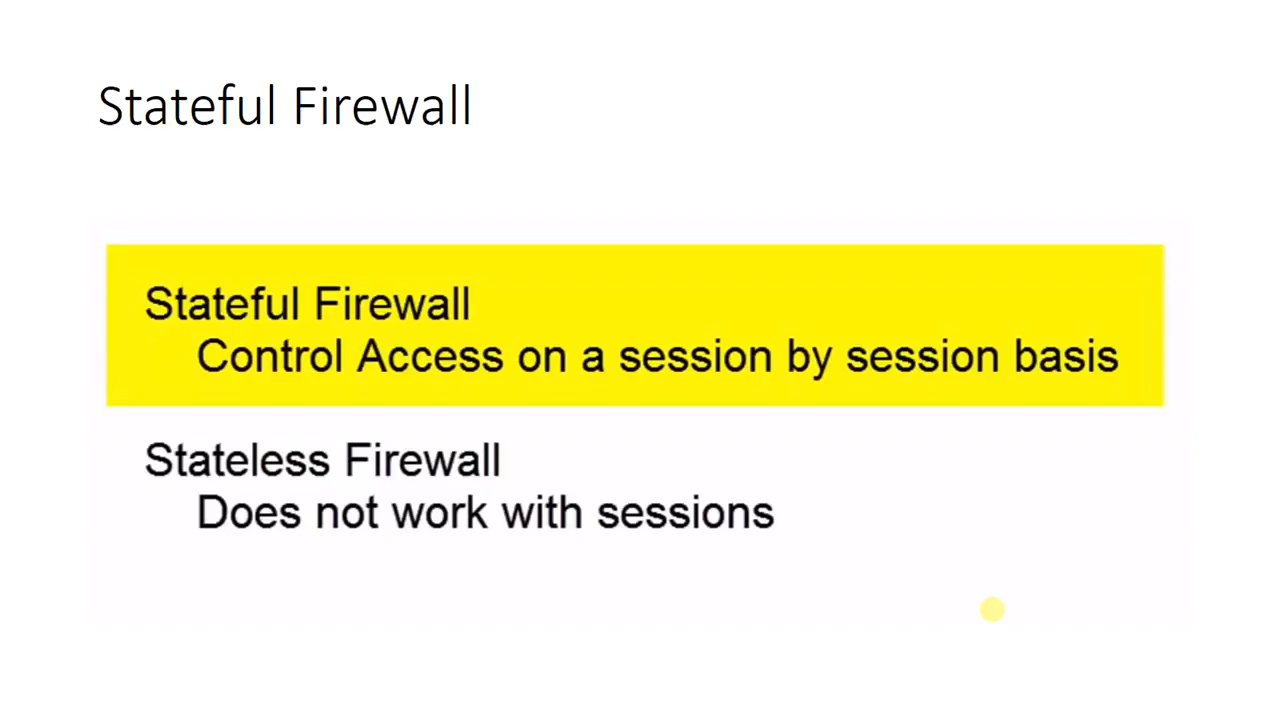 Stateful Firewall
Stateful Firewall
Control Access on a session by session basis
Stateless Firewall
Does not work with sessions